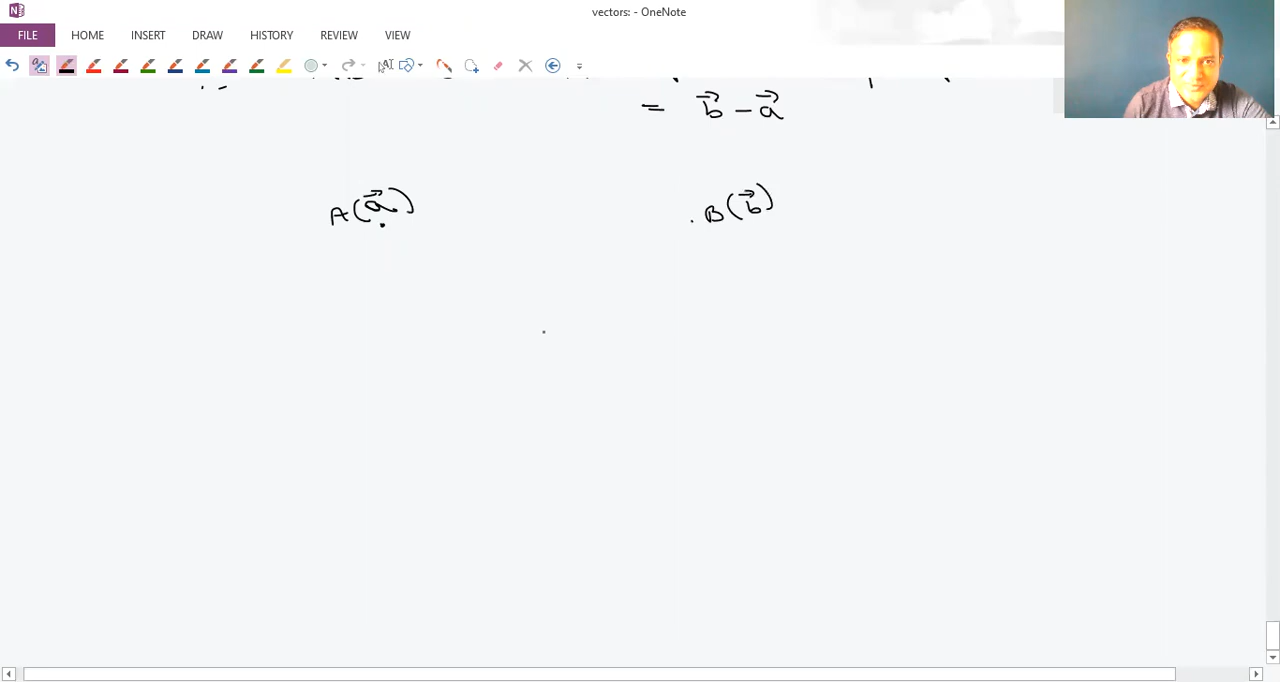 vectors: - OneNote
FILE HOME INSERT DRAW HISTORY REVIEW VIEW
= b⃗ - a⃗
A(a⃗) . B(b⃗)